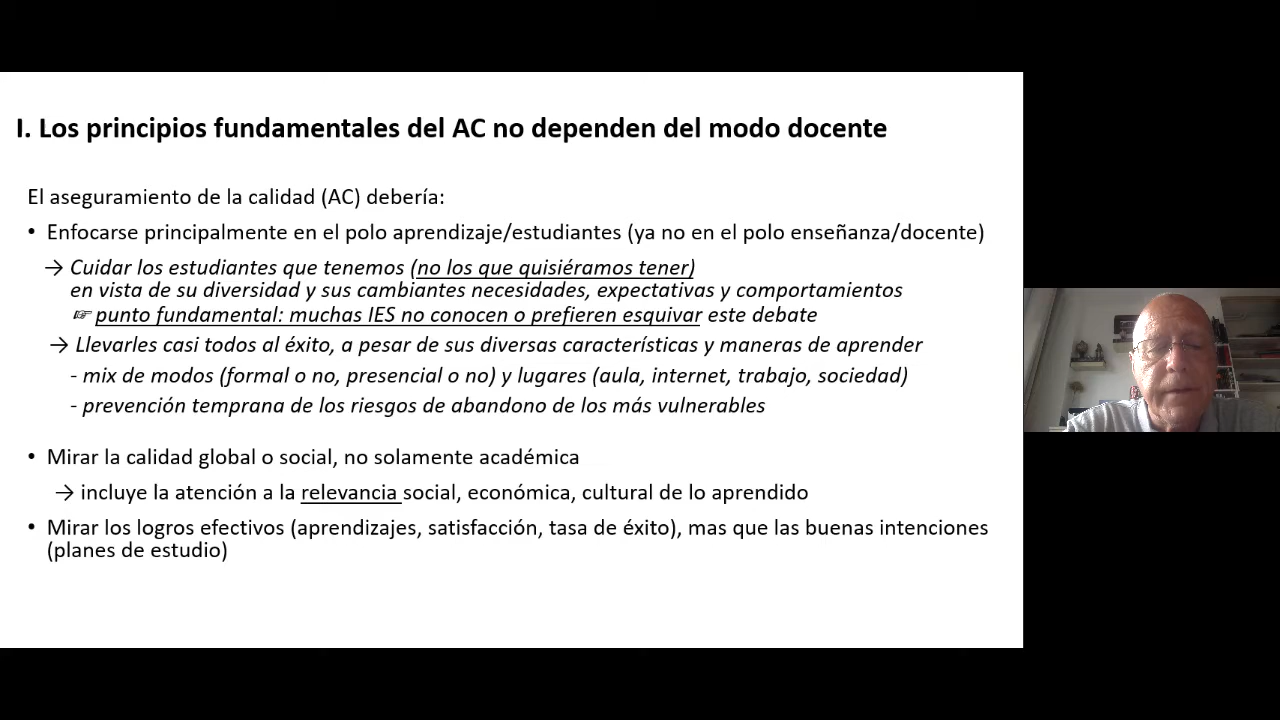 I. Los principios fundamentales del AC no dependen del modo docente
El aseguramiento de la calidad (AC) debería:
• Enfocarse principalmente en el polo aprendizaje/estudiantes (ya no en el polo enseñanza/docente)
→ Cuidar los estudiantes que tenemos (no los que quisiéramos tener)
en vista de su diversidad y sus cambiantes necesidades, expectativas y comportamientos
☞ punto fundamental: muchas IES no conocen o prefieren esquivar este debate
→ Llevarles casi todos al éxito, a pesar de sus diversas características y maneras de aprender
- mix de modos (formal o no, presencial o no) y lugares (aula, internet, trabajo, sociedad)
- prevención temprana de los riesgos de abandono de los más vulnerables
• Mirar la calidad global o social, no solamente académica
→ incluye la atención a la relevancia social, económica, cultural de lo aprendido
• Mirar los logros efectivos (aprendizajes, satisfacción, tasa de éxito), mas que las buenas intenciones
(planes de estudio)